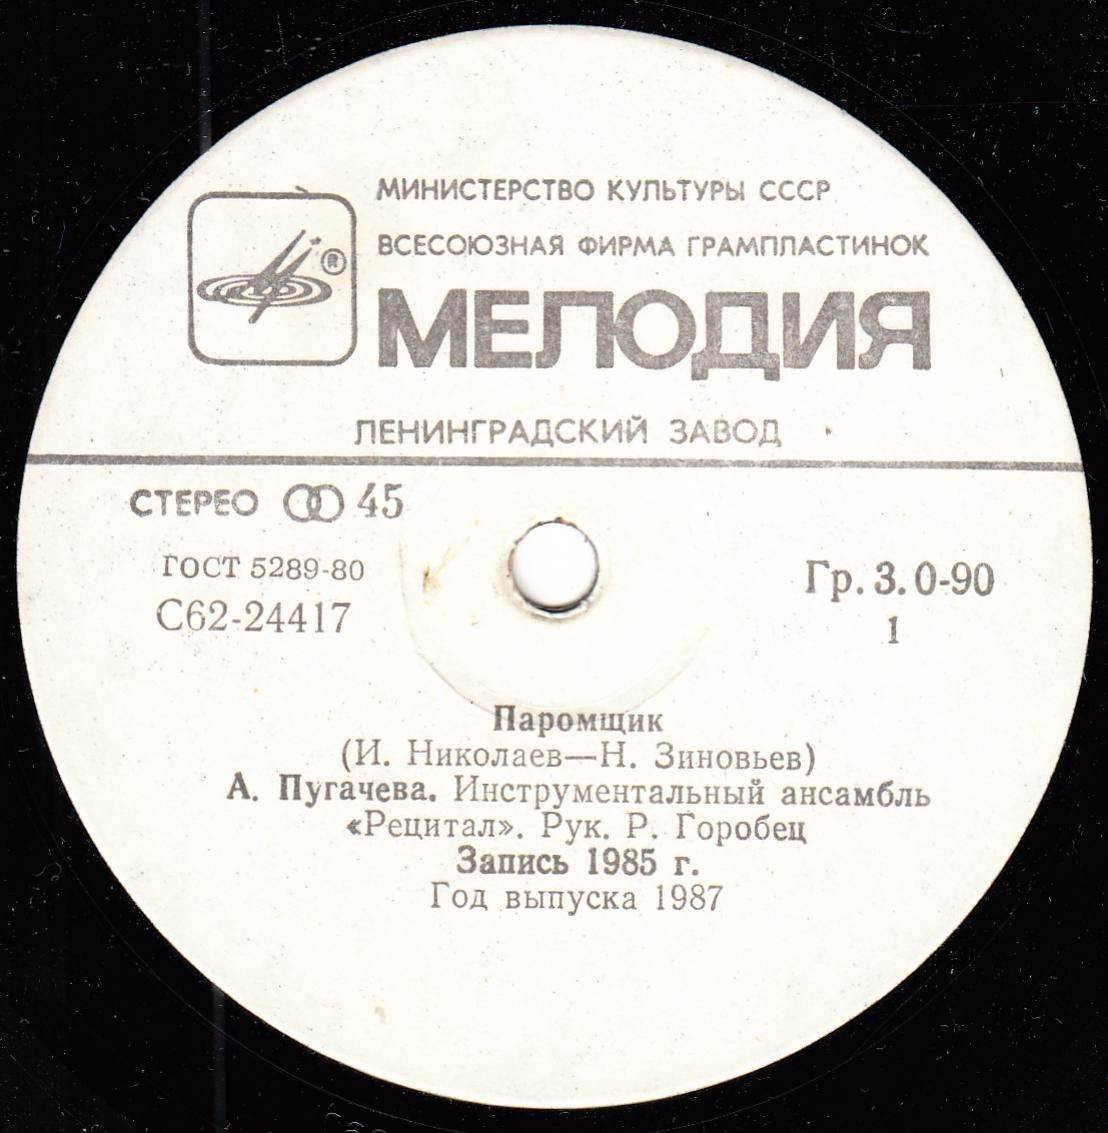 МИНИСТЕРСТВО КУЛЬТУРЫ СССР
ВСЕСОЮЗНАЯ ФИРМА ГРАМПЛАСТИНОК
®
МЕЛОДИЯ
ЛЕНИНГРАДСКИЙ ЗАВОД
СТЕРЕО 45
ГОСТ 5289-80
С62-24417
Гр. 3. 0-90
1
Паромщик
(И. Николаев—Н. Зиновьев)
А. Пугачева. Инструментальный ансамбль
«Рецитал». Рук. Р. Горобец
Запись 1985 г.
Год выпуска 1987